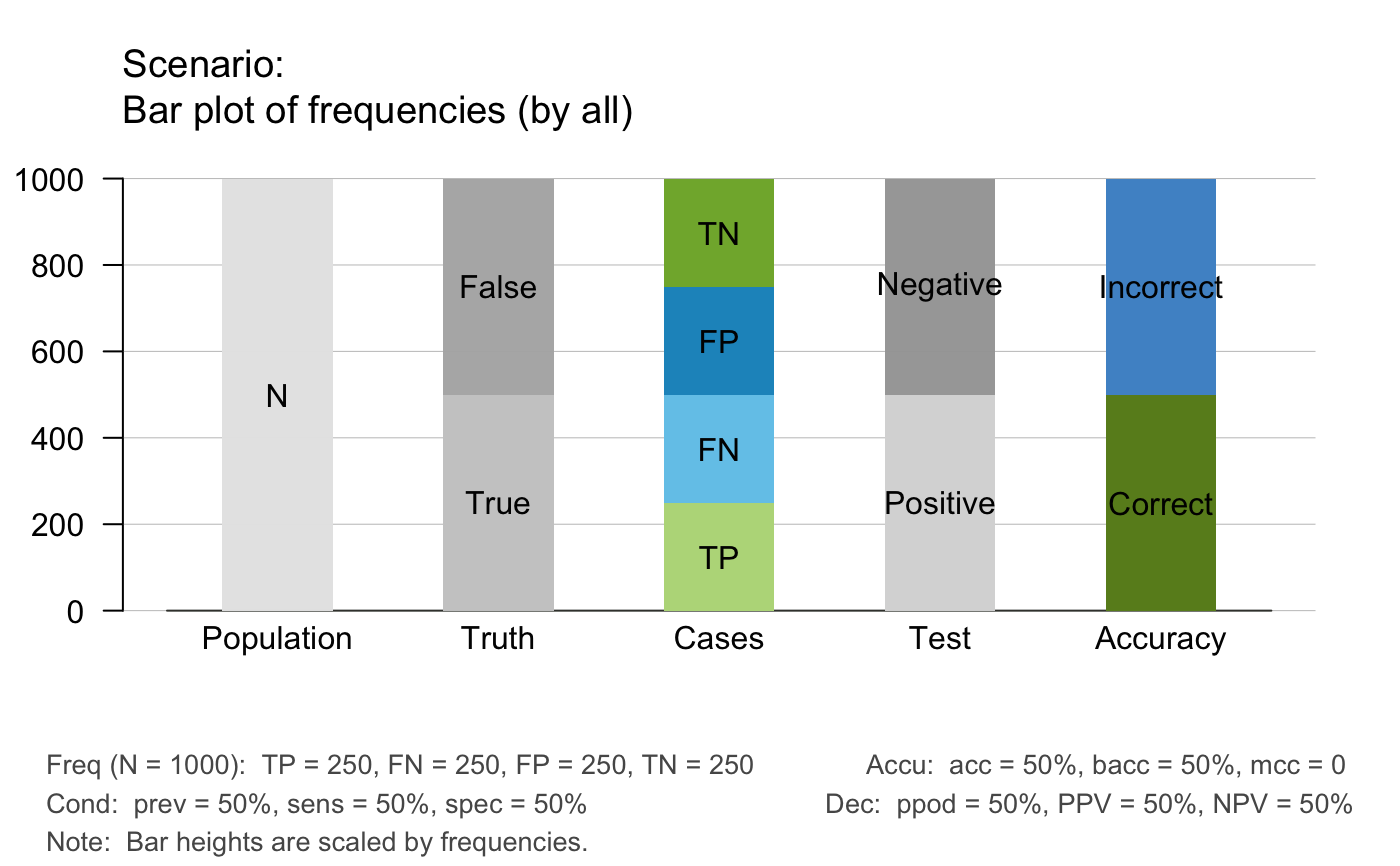 Scenario:
Bar plot of frequencies (by all)
1000
800
600
400
200
0
N
False
True
TN
FP
FN
TP
Negative
Positive
Incorrect
Correct
Population
Truth
Cases
Test
Accuracy
Freq (N = 1000):  TP = 250, FN = 250, FP = 250, TN = 250
Accu:  acc = 50%, bacc = 50%, mcc = 0
Cond:  prev = 50%, sens = 50%, spec = 50%
Dec:  ppod = 50%, PPV = 50%, NPV = 50%
Note:  Bar heights are scaled by frequencies.